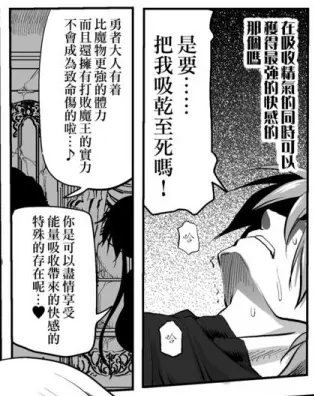 在吸收精氣的同時可以
獲得最強的快感的
那個嗎
是要……
把我吸乾至死嗎！
哈
哈
勇者大人有着
比魔物更強的體力
而且還擁有打敗魔王的實力
不會成為致命傷的啦…♪
你是可以盡情享受
能量吸收帶來的快感的
特殊的存在呢…♥